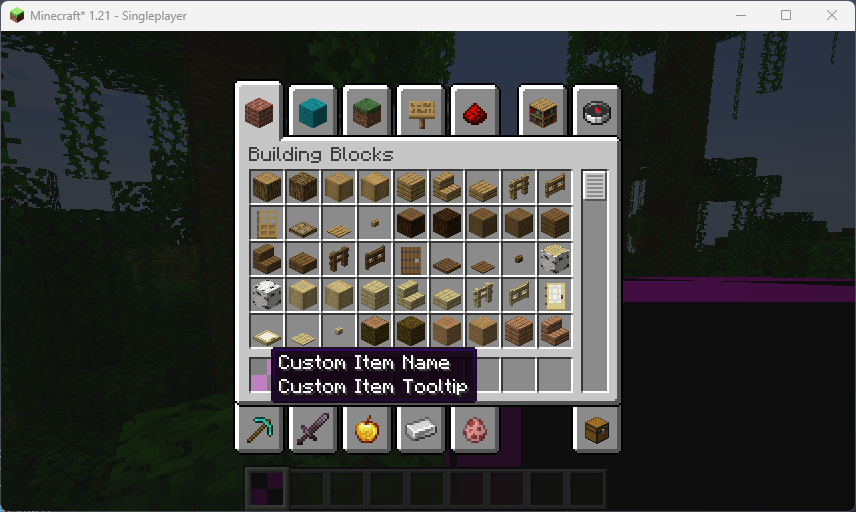 Minecraft* 1.21 - Singleplayer
Building Blocks
Custom Item Name
Custom Item Tooltip